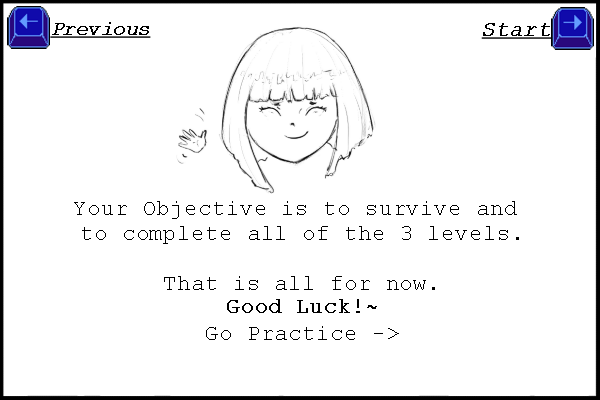 Previous
Start
Your Objective is to survive and
to complete all of the 3 levels.
That is all for now.
Good Luck!~
Go Practice ->